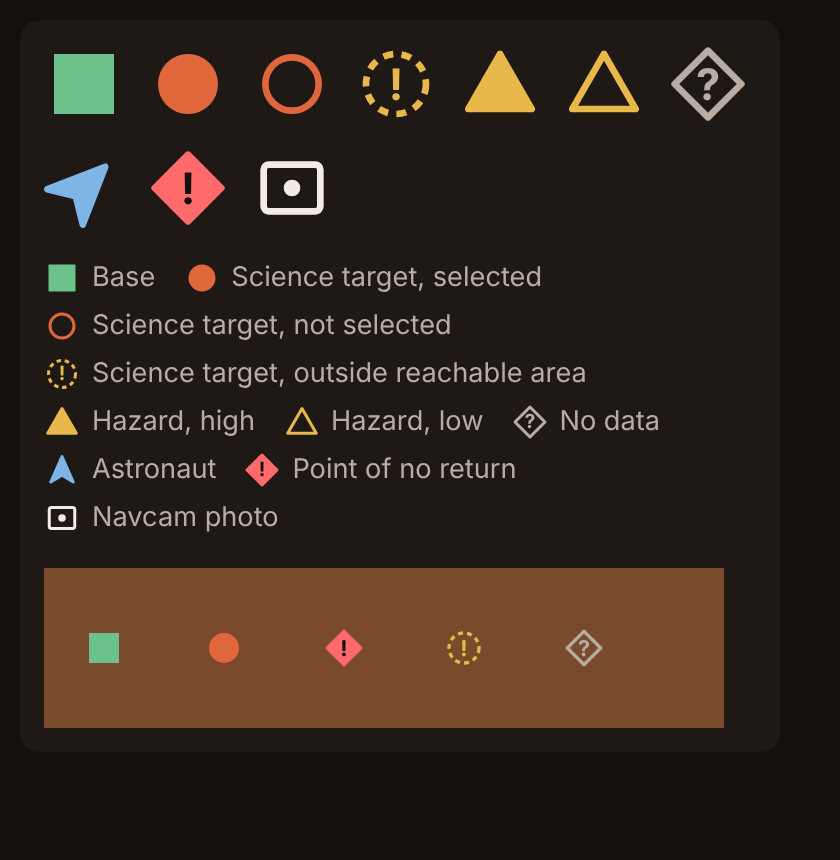 ! ?
!
Base Science target, selected
Science target, not selected
! Science target, outside reachable area
Hazard, high Hazard, low ? No data
Astronaut ! Point of no return
Navcam photo
! ! ?